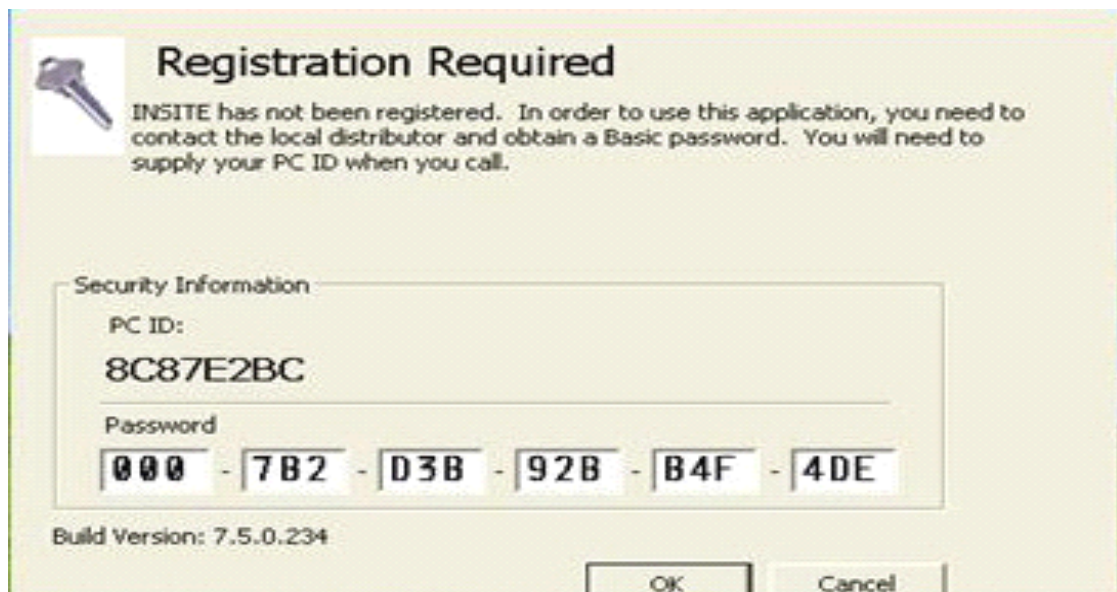 Registration Required
INSITE has not been registered.  In order to use this application, you need to
contact the local distributor and obtain a Basic password.  You will need to
supply your PC ID when you call.
Security Information
PC ID:
8C87E2BC
Password
000 - 7B2 - D3B - 92B - B4F - 4DE
Build Version: 7.5.0.234
OK Cancel